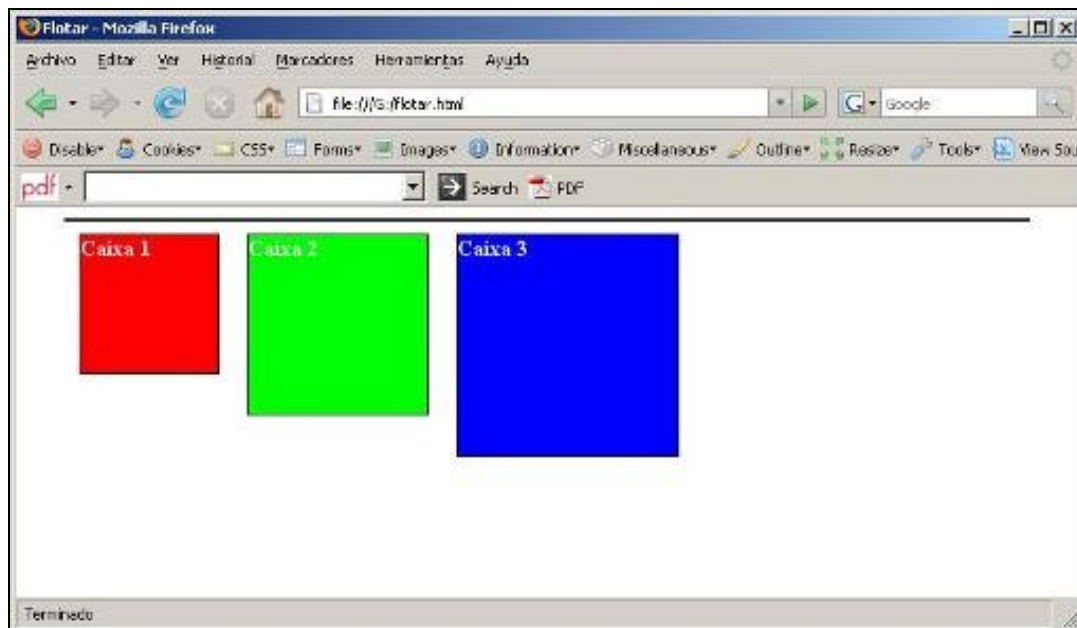 Flotar - Mozilla Firefox
Archivo Editar Ver Historial Marcadores Herramientas Ayuda
file:///G:/flotar.html Google
Disable Cookies CSS Forms Images Information Miscellaneous Outline Resize Tools View Sou
pdf Search PDF
Caixa 1 Caixa 2 Caixa 3
Terminado